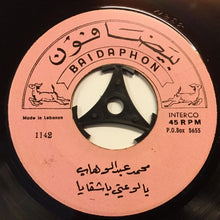 بيضافون
BAIDAPHON
Made in Lebanon
INTERCO
45 RPM
P.O.Box 5655
1142
محمد عبد الوهاب
يا لوعتي يا شقايا